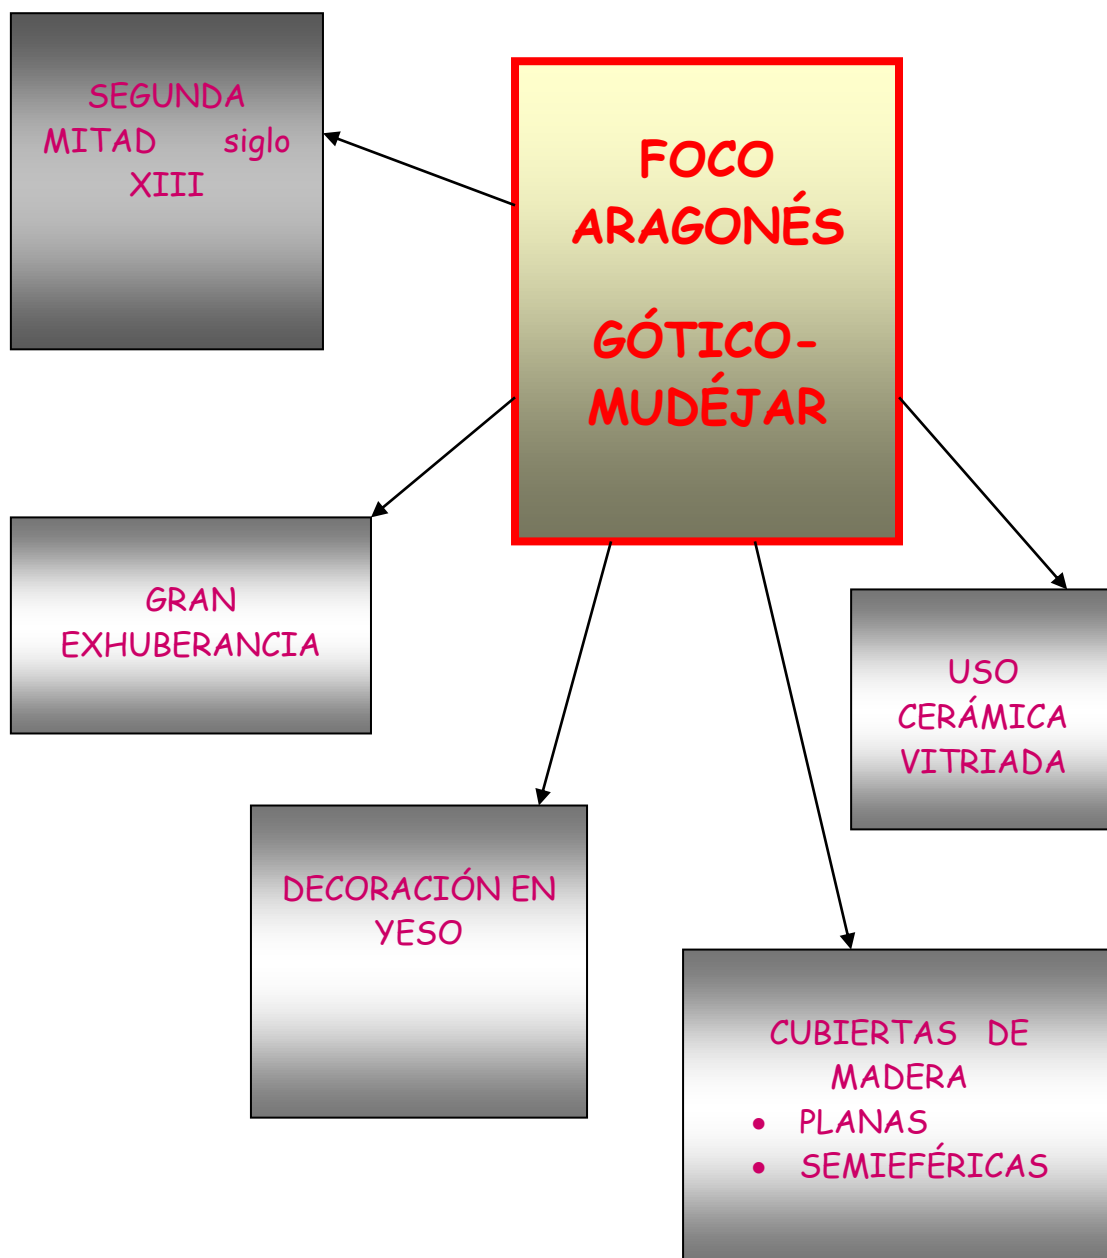 SEGUNDA
MITAD siglo
XIII
FOCO
ARAGONÉS
GÓTICO-
MUDÉJAR
GRAN
EXHUBERANCIA
USO
CERÁMICA
VITRIADA
DECORACIÓN EN
YESO
CUBIERTAS DE
MADERA
• PLANAS
• SEMIEFÉRICAS